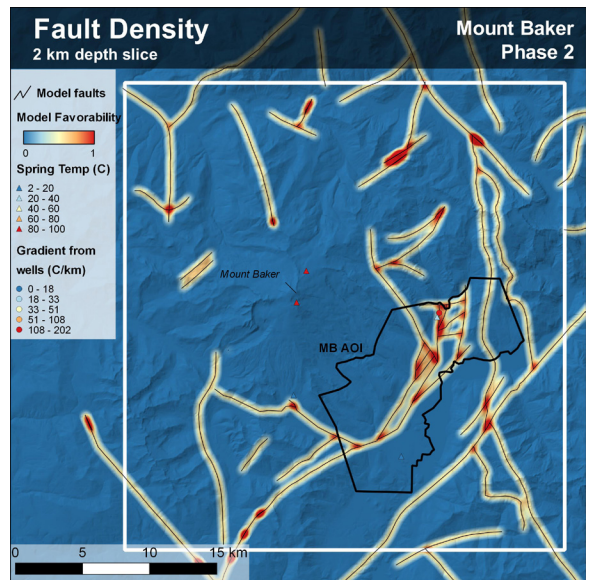 Fault Density
2 km depth slice
Mount Baker
Phase 2
Model faults
Model Favorability
0 1
Spring Temp (C)
2 - 20
20 - 40
40 - 60
60 - 80
80 - 100
Gradient from
wells (C/km)
0 - 18
18 - 33
33 - 51
51 - 108
108 - 202
Mount Baker
MB AOI
0 5 10 15 km